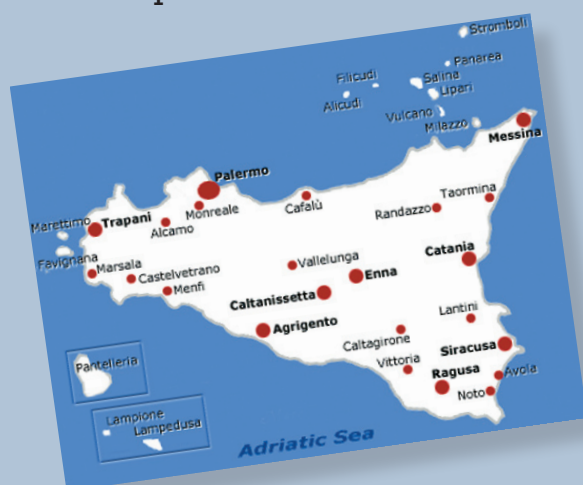 Stromboli
Panarea
Filicudi
Salina
Alicudi
Lipari
Vulcano
Milazzo
Messina
Palermo
Taormina
Monreale
Cafalù
Randazzo
Marettimo
Trapani
Alcamo
Favignana
Marsala
Castelvetrano
Menfi
Vallelunga
Enna
Catania
Caltanissetta
Lantini
Agrigento
Caltagirone
Siracusa
Vittoria
Ragusa
Avola
Noto
Pantelleria
Lampione
Lampedusa
Adriatic Sea